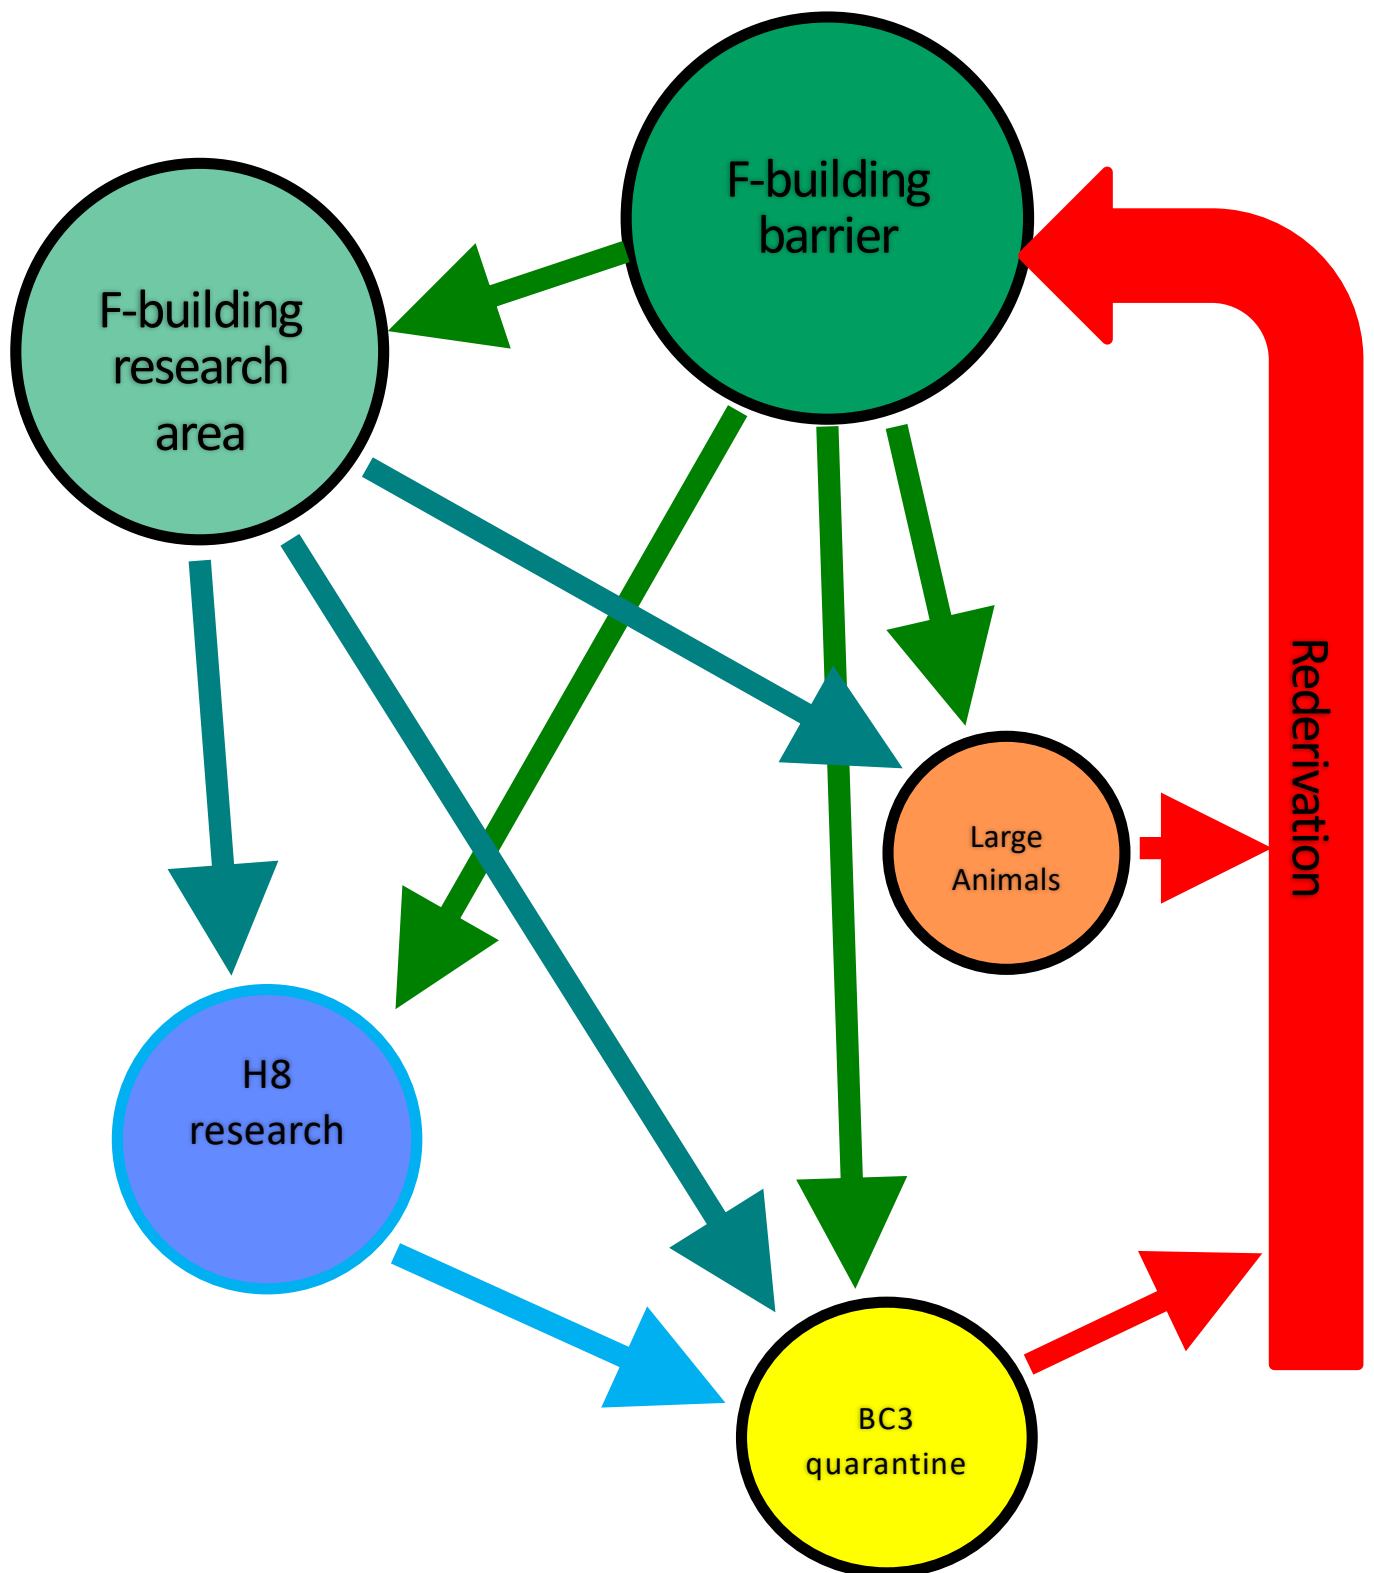 F-building
barrier
F-building
research
area
Large
Animals
Rederivation
H8
research
BC3
quarantine